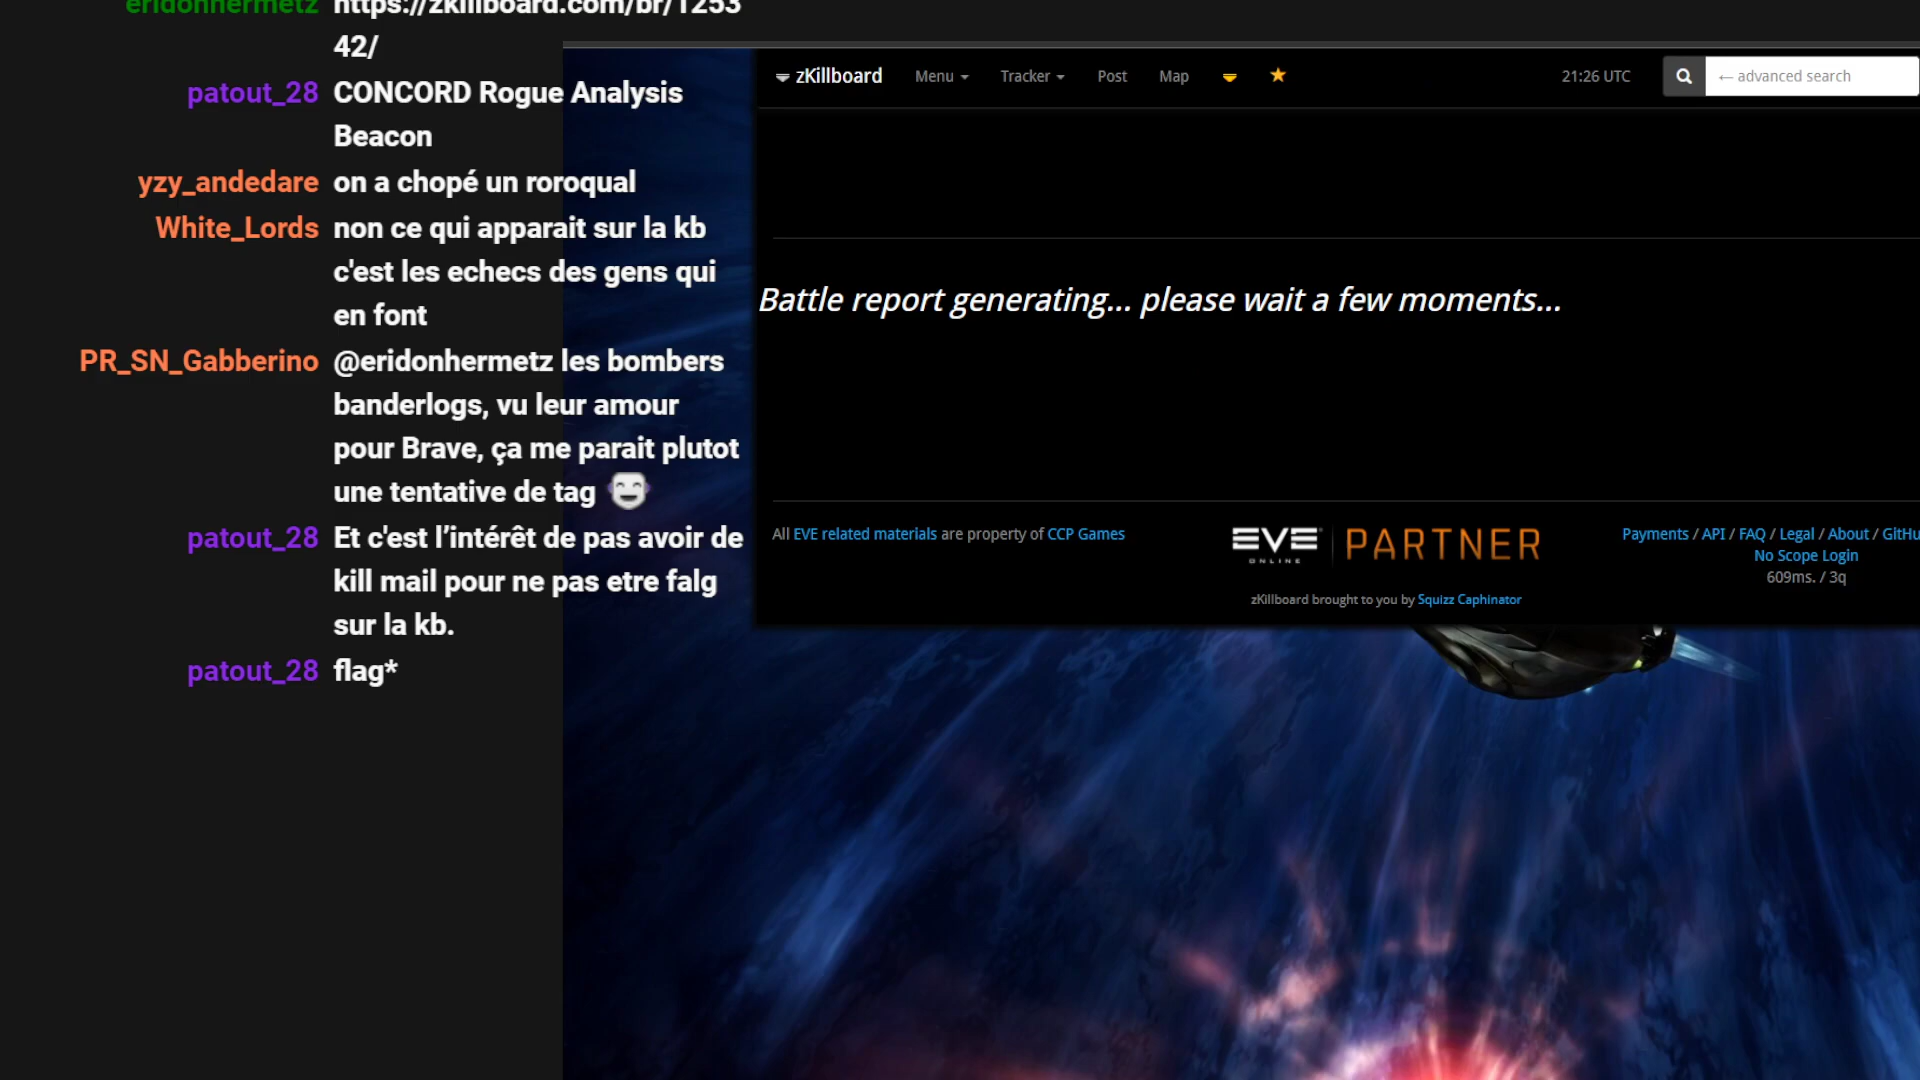 eridonhermetz https://zkillboard.com/br/1253
42/
patout_28 CONCORD Rogue Analysis
Beacon
yzy_andedare on a chopé un roroqual
White_Lords non ce qui apparait sur la kb
c'est les echecs des gens qui
en font
PR_SN_Gabberino @eridonhermetz les bombers
banderlogs, vu leur amour
pour Brave, ça me parait plutot
une tentative de tag
patout_28 Et c'est l’intérêt de pas avoir de
kill mail pour ne pas etre falg
sur la kb.
patout_28 flag*
zKillboard Menu Tracker Post Map 21:26 UTC ← advanced search
Battle report generating... please wait a few moments...
All EVE related materials are property of CCP Games
EVE ONLINE PARTNER
zKillboard brought to you by Squizz Caphinator
Payments / API / FAQ / Legal / About / GitHu
No Scope Login
609ms. / 3q